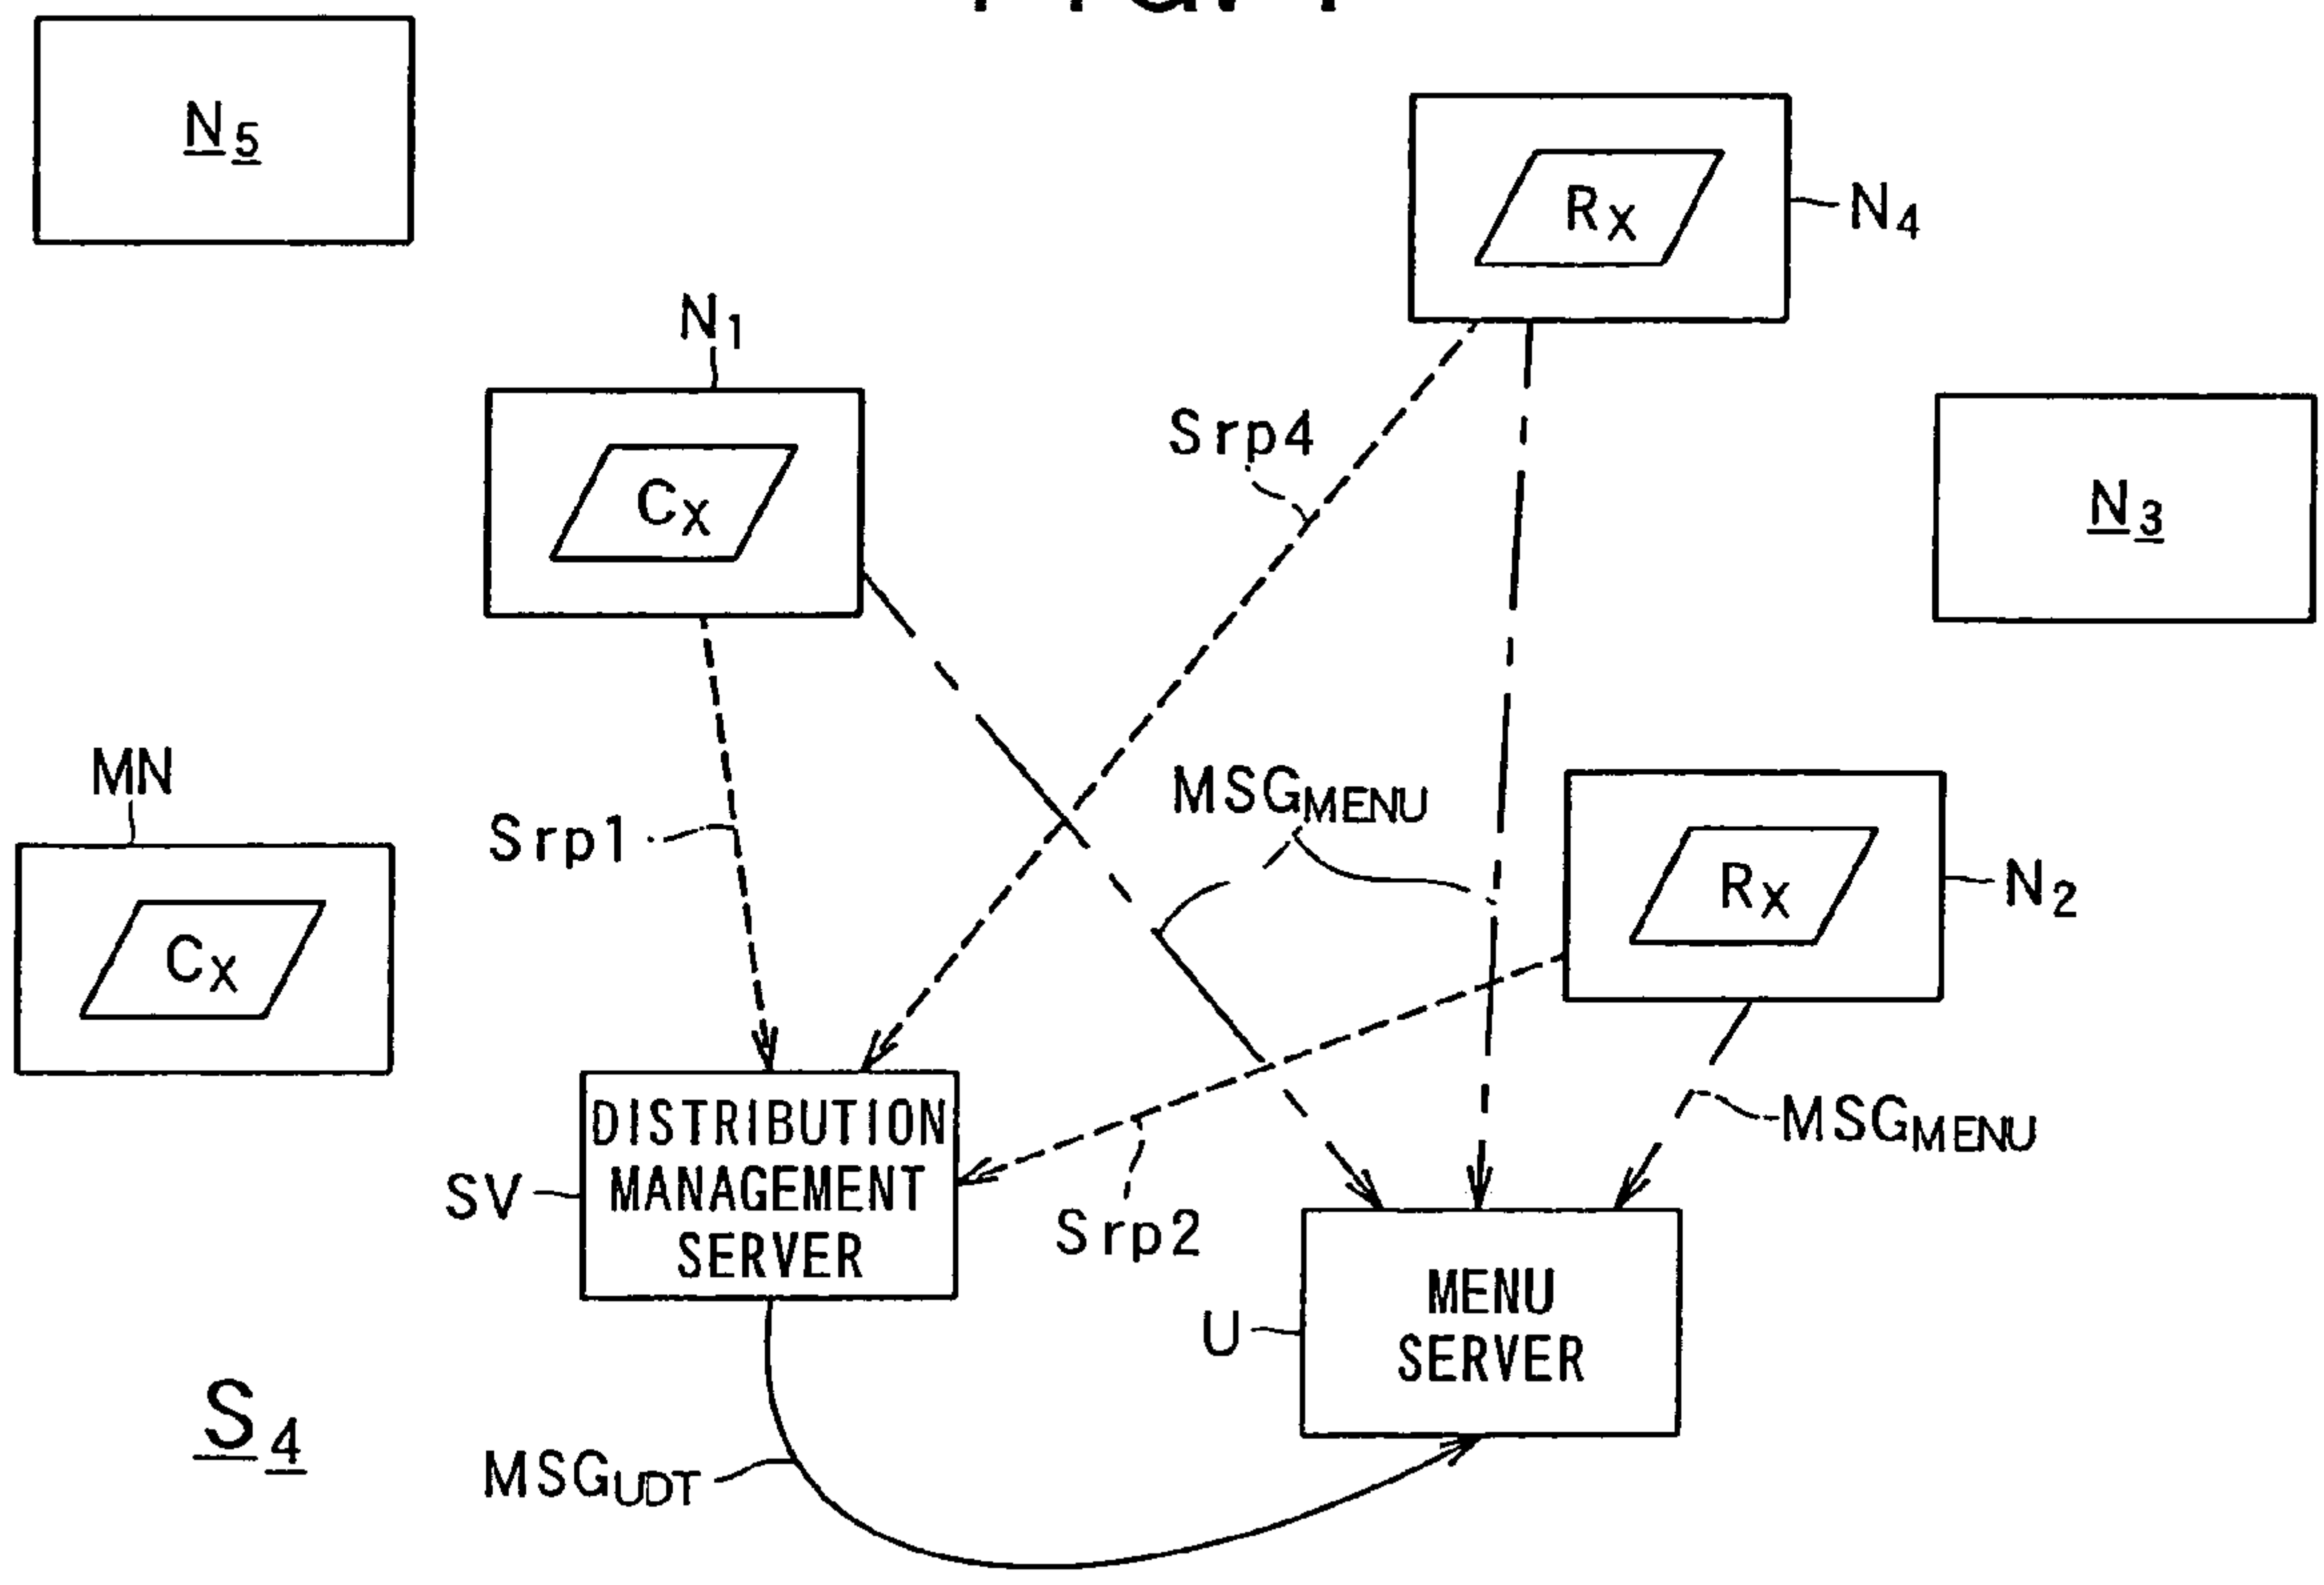 N5
N4
RX
N1
Srp4
CX
N3
MN
MSGMENU
Srp1
RX
N2
CX
DISTRIBUTION
MANAGEMENT
SERVER
MSGMENU
SV
Srp2
MENU
SERVER
U
S4
MSGUDT